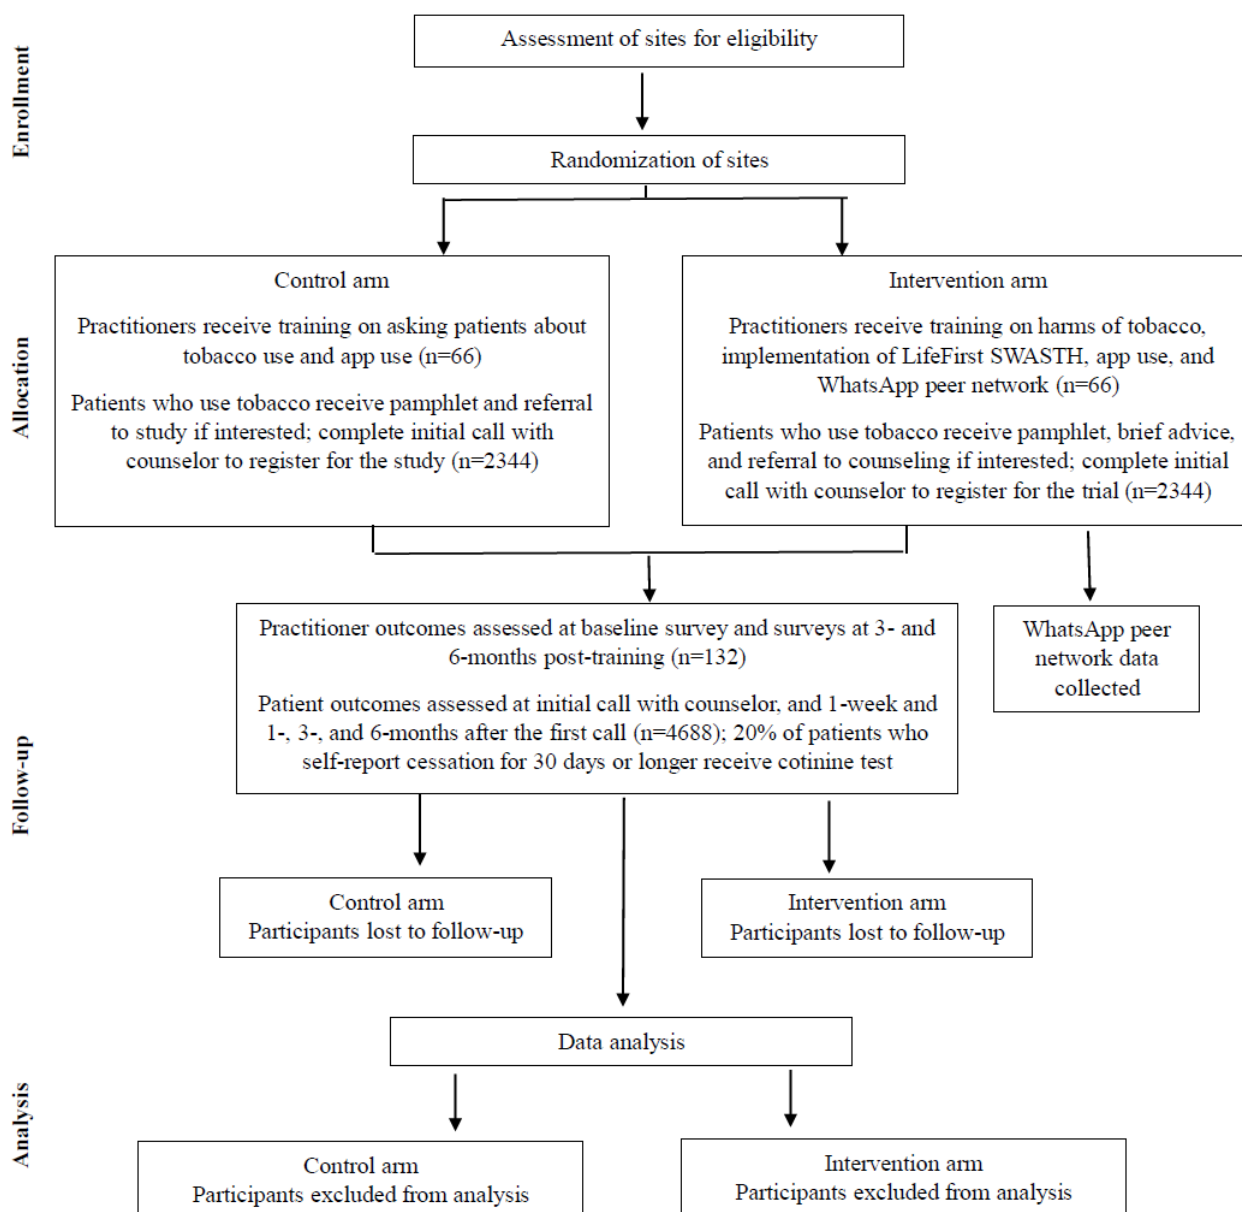 Enrollment
Assessment of sites for eligibility
Randomization of sites
Allocation
Control arm
Practitioners receive training on asking patients about
tobacco use and app use (n=66)
Patients who use tobacco receive pamphlet and referral
to study if interested; complete initial call with
counselor to register for the study (n=2344)
Intervention arm
Practitioners receive training on harms of tobacco,
implementation of LifeFirst SWASTH, app use, and
WhatsApp peer network (n=66)
Patients who use tobacco receive pamphlet, brief advice,
and referral to counseling if interested; complete initial
call with counselor to register for the trial (n=2344)
Follow-up
Practitioner outcomes assessed at baseline survey and surveys at 3- and
6-months post-training (n=132)
Patient outcomes assessed at initial call with counselor, and 1-week and
1-, 3-, and 6-months after the first call (n=4688); 20% of patients who
self-report cessation for 30 days or longer receive cotinine test
WhatsApp peer
network data
collected
Control arm
Participants lost to follow-up
Intervention arm
Participants lost to follow-up
Analysis
Data analysis
Control arm
Participants excluded from analysis
Intervention arm
Participants excluded from analysis